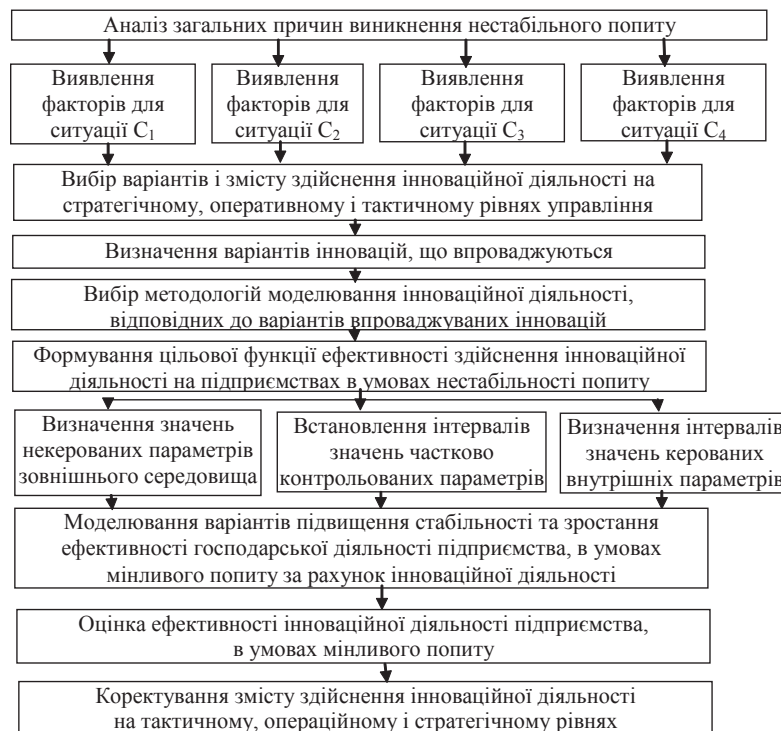 Аналіз загальних причин виникнення нестабільного попиту
Виявлення
факторів для
ситуації С₁
Виявлення
факторів для
ситуації С₂
Виявлення
факторів для
ситуації С₃
Виявлення
факторів для
ситуації С₄
Вибір варіантів і змісту здійснення інноваційної діяльності на
стратегічному, оперативному і тактичному рівнях управління
Визначення варіантів інновацій, що впроваджуються
Вибір методологій моделювання інноваційної діяльності,
відповідних до варіантів впроваджуваних інновацій
Формування цільової функції ефективності здійснення інноваційної
діяльності на підприємствах в умовах нестабільності попиту
Визначення значень
некерованих параметрів
зовнішнього середовища
Встановлення інтервалів
значень частково
контрольованих параметрів
Визначення інтервалів
значень керованих
внутрішніх параметрів
Моделювання варіантів підвищення стабільності та зростання
ефективності господарської діяльності підприємства, в умовах
мінливого попиту за рахунок інноваційної діяльності
Оцінка ефективності інноваційної діяльності підприємства,
в умовах мінливого попиту
Коректування змісту здійснення інноваційної діяльності
на тактичному, операційному і стратегічному рівнях